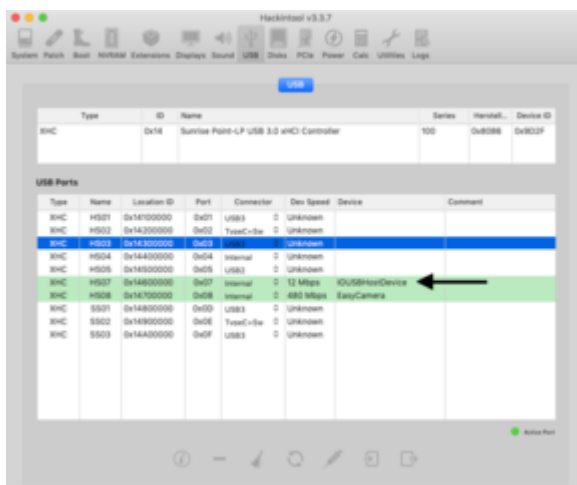 Hackintool v3.3.7
System Patch Boot NVRAM Extensions Displays Sound USB Disks PCIe Power Calc Utilities Logs
USB
Type ID Name Series Herstell... Device ID
XHC 0x14 Sunrise Point-LP USB 3.0 xHCI Controller 100 0x8086 0x9D2F
USB Ports
Type Name Location ID Port Connector Dev Speed Device Comment
XHC HS01 0x14100000 0x01 USB3 Unknown
XHC HS02 0x14200000 0x02 TypeC+Sw Unknown
XHC HS03 0x14300000 0x03 USB3 Unknown
XHC HS04 0x14400000 0x04 Internal Unknown
XHC HS05 0x14500000 0x05 Unknown
XHC HS07 0x14600000 0x07 Internal 12 Mbps IOUSBHostDevice
XHC HS08 0x14700000 0x08 Internal 480 Mbps EasyCamera
XHC SS01 0x14800000 0x0D USB3 Unknown
XHC SS02 0x14900000 0x0E TypeC+Sw Unknown
XHC SS03 0x14A00000 0x0F USB3 Unknown
Active Port